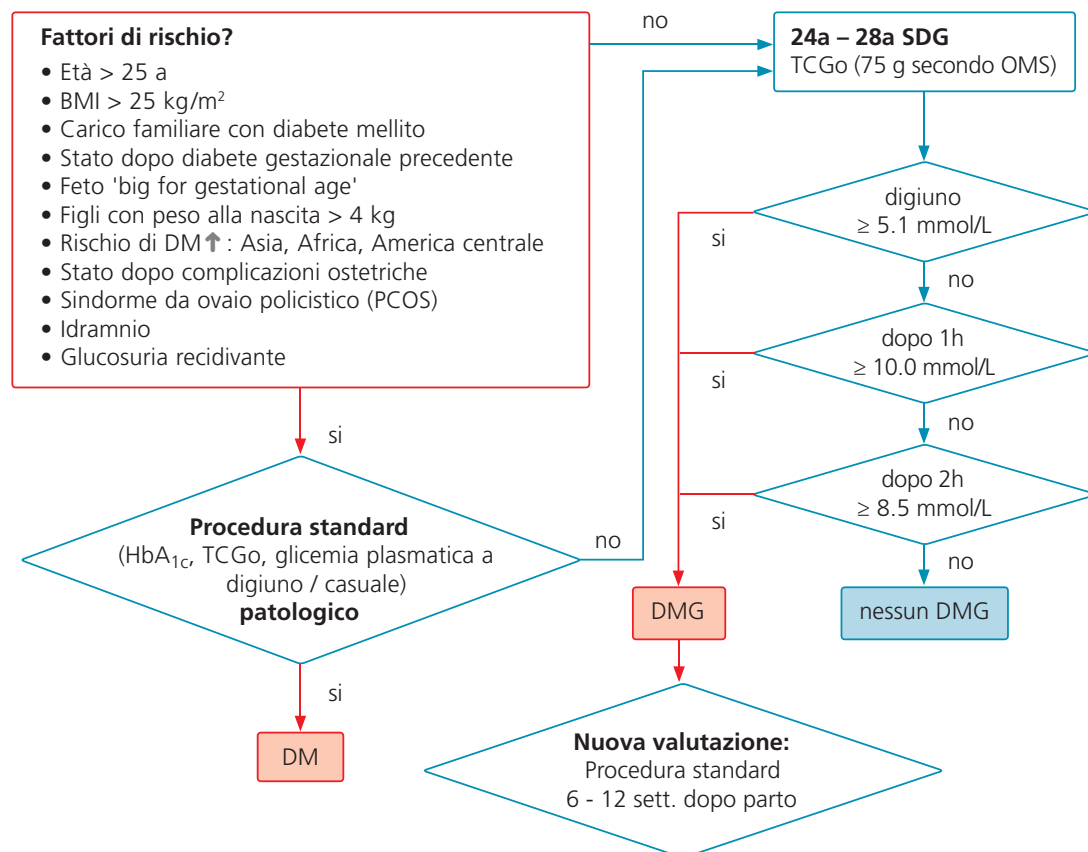 Fattori di rischio?
• Età > 25 a
• BMI > 25 kg/m²
• Carico familiare con diabete mellito
• Stato dopo diabete gestazionale precedente
• Feto 'big for gestational age'
• Figli con peso alla nascita > 4 kg
• Rischio di DM↑: Asia, Africa, America centrale
• Stato dopo complicazioni ostetriche
• Sindorme da ovaio policistico (PCOS)
• Idramnio
• Glucosuria recidivante
no
24a – 28a SDG
TCGo (75 g secondo OMS)
digiuno
≥ 5.1 mmol/L
si
no
dopo 1h
≥ 10.0 mmol/L
si
no
dopo 2h
≥ 8.5 mmol/L
si
no
si
Procedura standard
(HbA1c, TCGo, glicemia plasmatica a
digiuno / casuale)
patologico
no
DMG
nessun DMG
si
DM
Nuova valutazione:
Procedura standard
6 - 12 sett. dopo parto